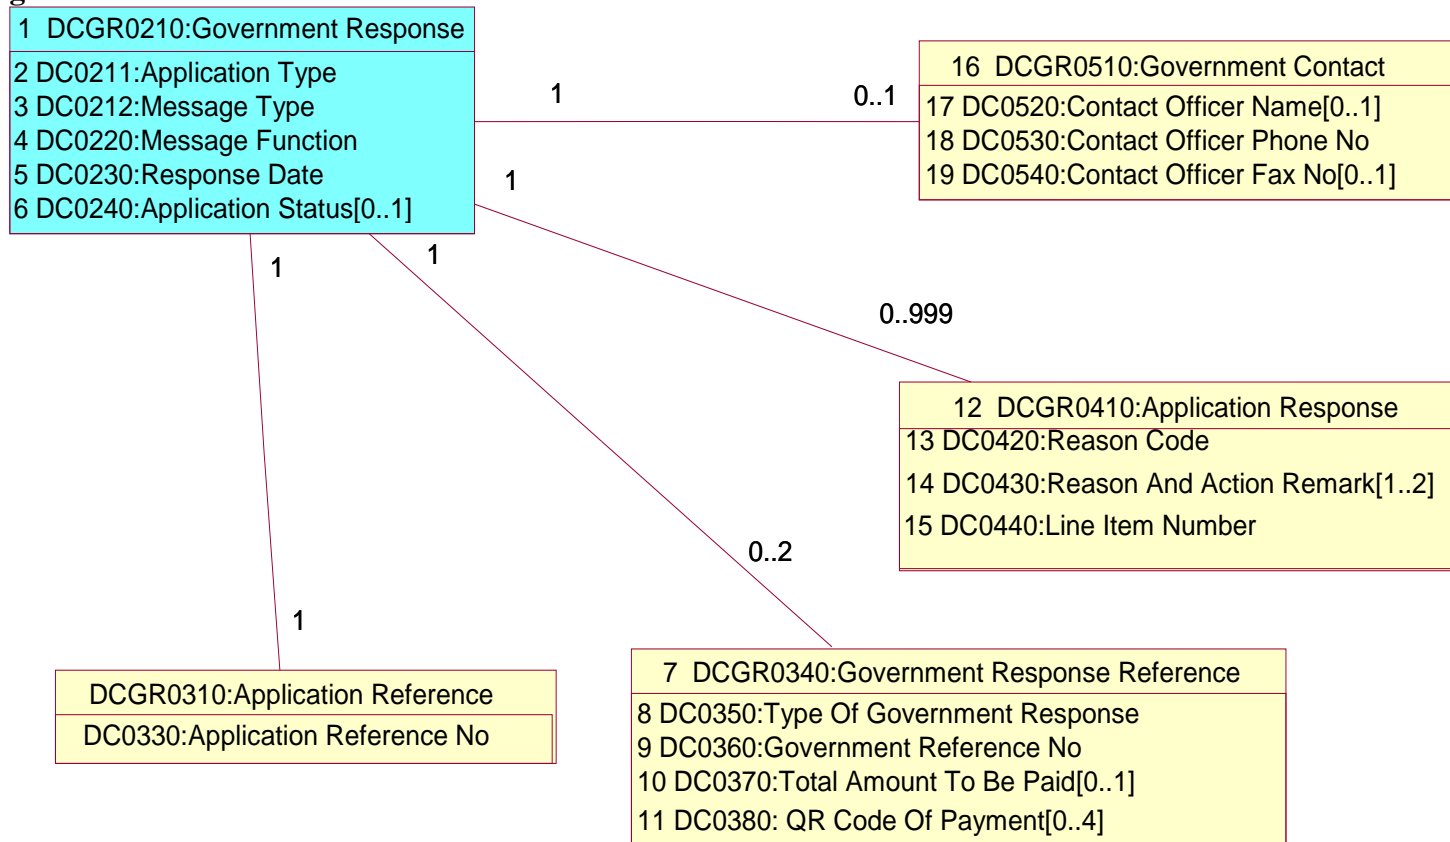 g
1 DCGR0210:Government Response
2 DC0211:Application Type
3 DC0212:Message Type
4 DC0220:Message Function
5 DC0230:Response Date
6 DC0240:Application Status[0..1]
1
0..1
16 DCGR0510:Government Contact
17 DC0520:Contact Officer Name[0..1]
18 DC0530:Contact Officer Phone No
19 DC0540:Contact Officer Fax No[0..1]
1
0..999
12 DCGR0410:Application Response
13 DC0420:Reason Code
14 DC0430:Reason And Action Remark[1..2]
15 DC0440:Line Item Number
1
1
DCGR0310:Application Reference
DC0330:Application Reference No
1
0..2
7 DCGR0340:Government Response Reference
8 DC0350:Type Of Government Response
9 DC0360:Government Reference No
10 DC0370:Total Amount To Be Paid[0..1]
11 DC0380: QR Code Of Payment[0..4]